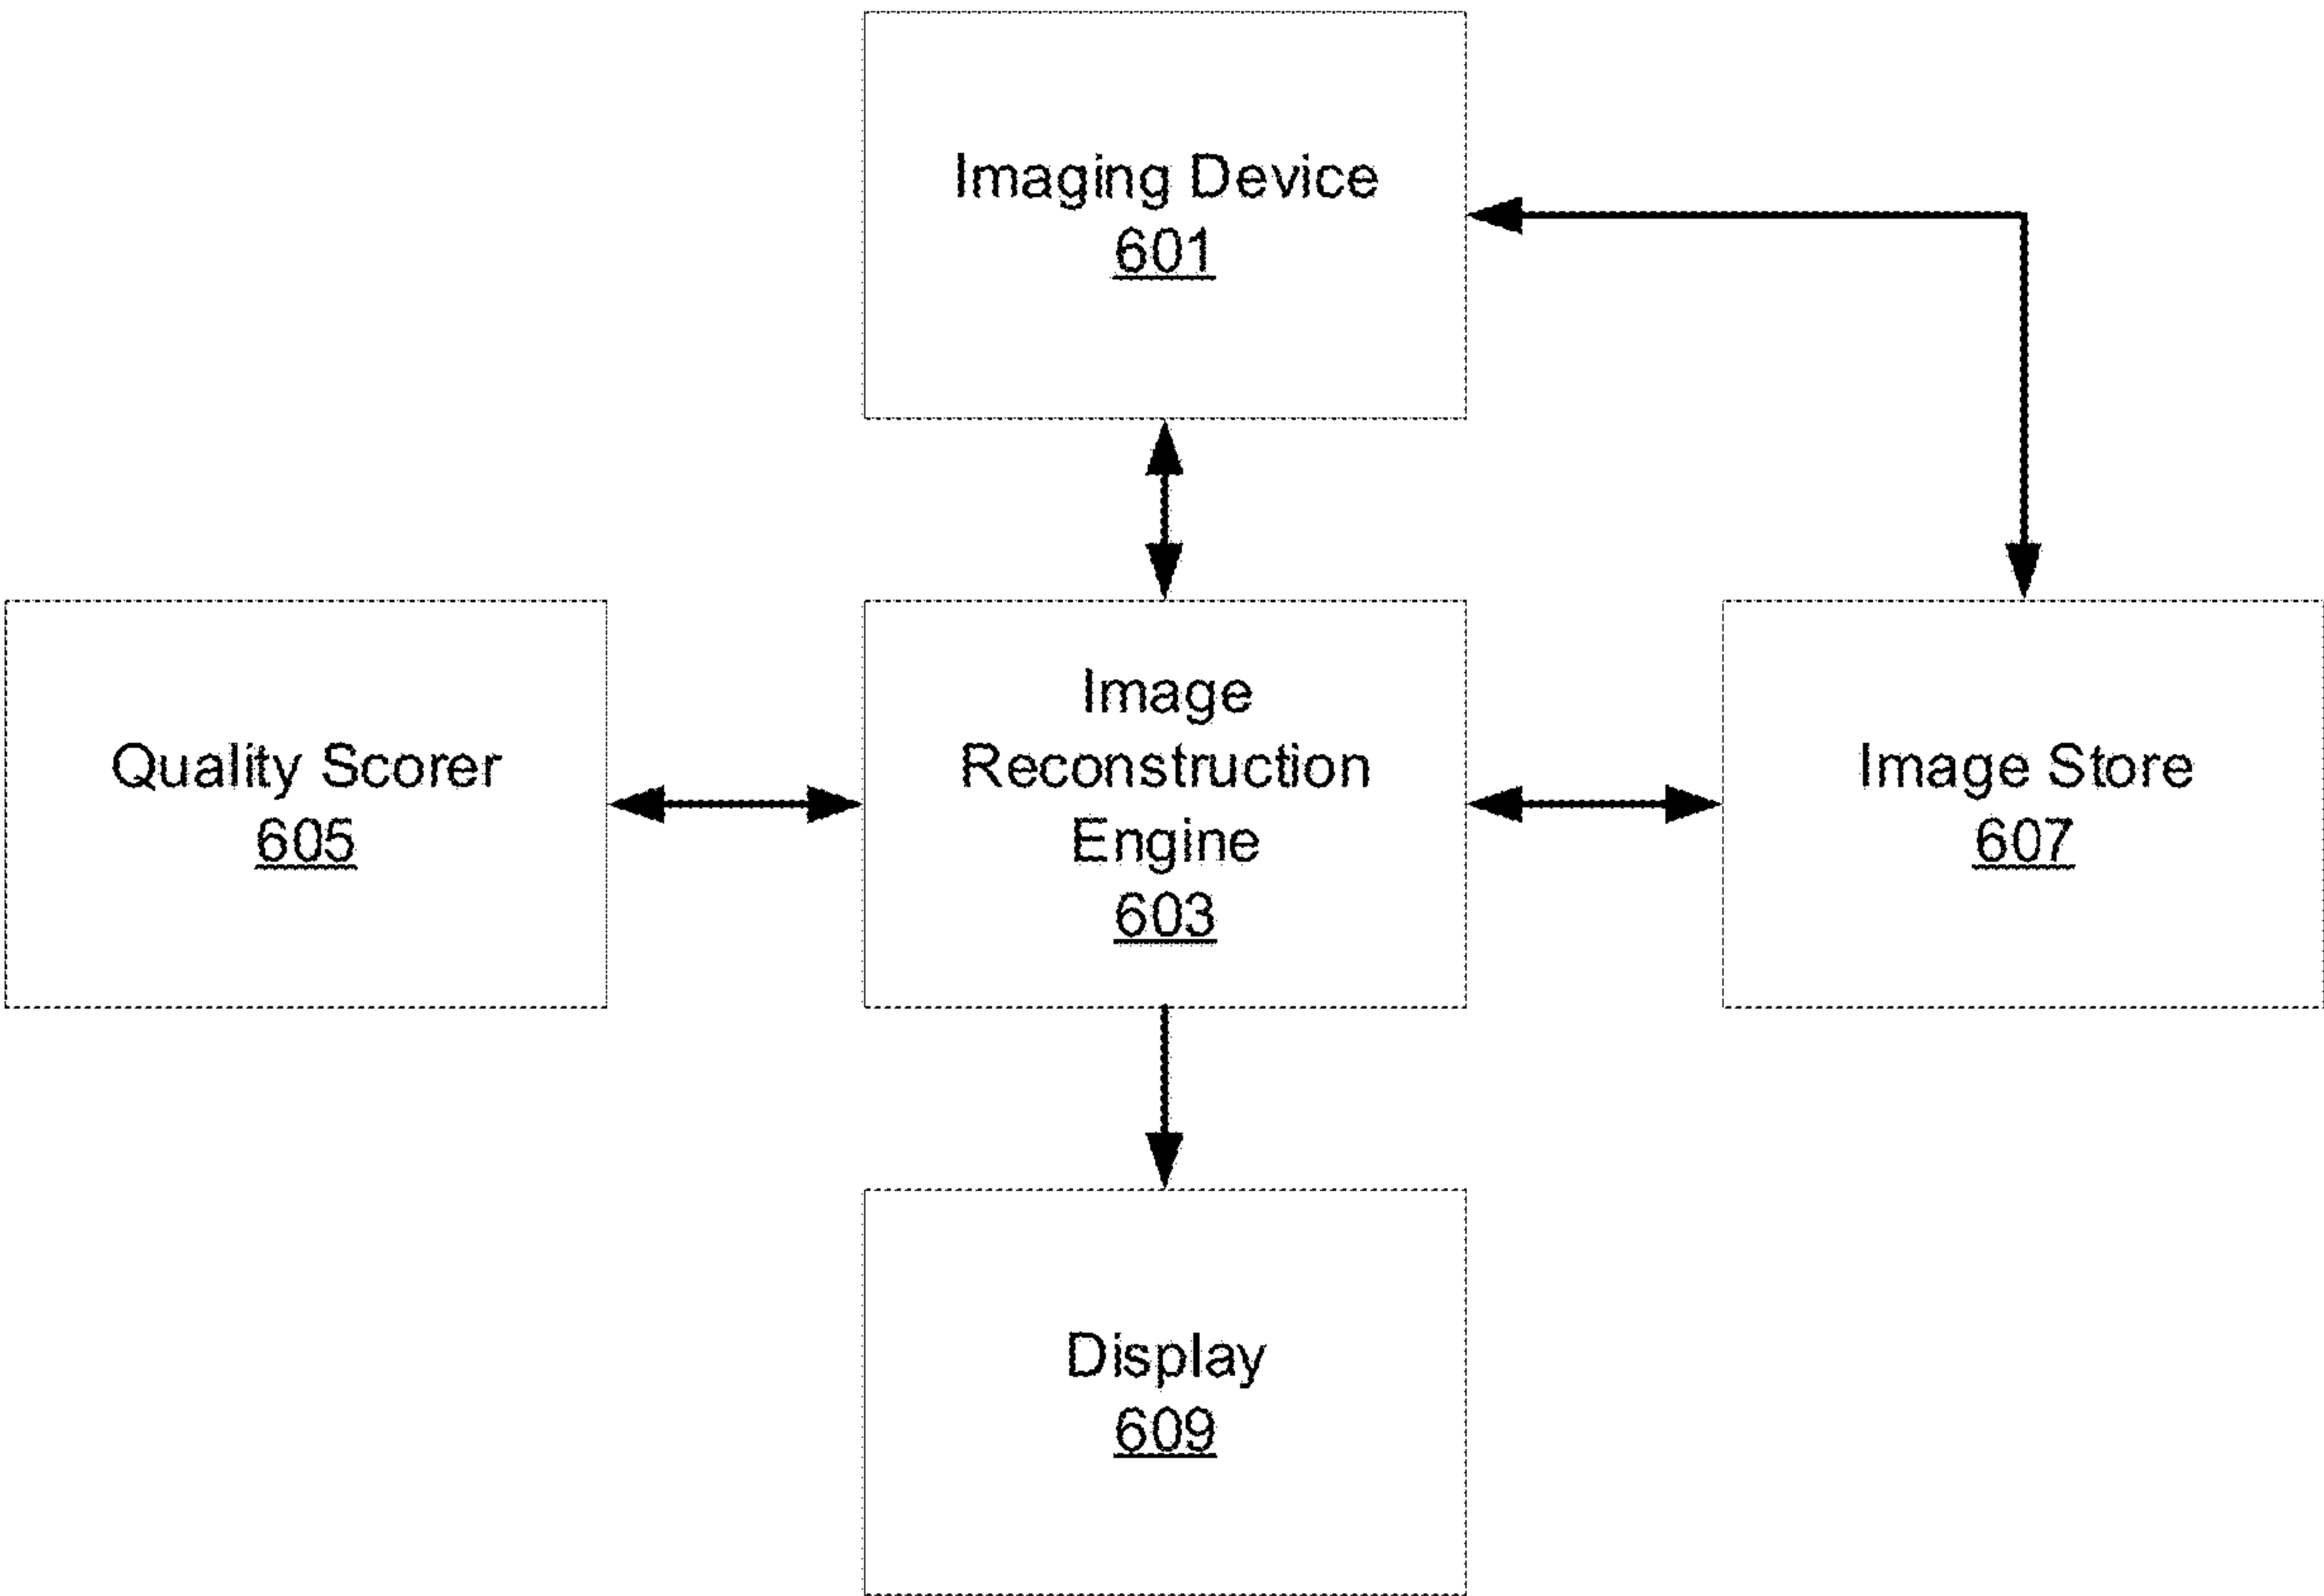 Imaging Device
601
Quality Scorer
605
Image
Reconstruction
Engine
603
Image Store
607
Display
609